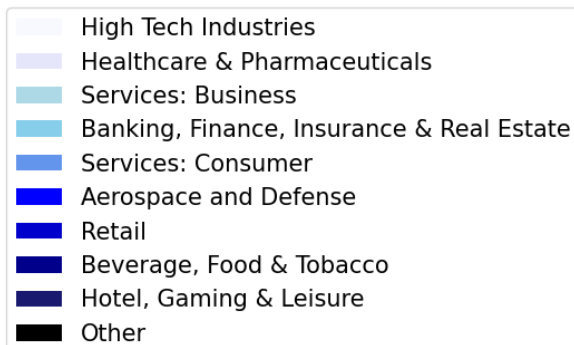 High Tech Industries
Healthcare & Pharmaceuticals
Services: Business
Banking, Finance, Insurance & Real Estate
Services: Consumer
Aerospace and Defense
Retail
Beverage, Food & Tobacco
Hotel, Gaming & Leisure
Other